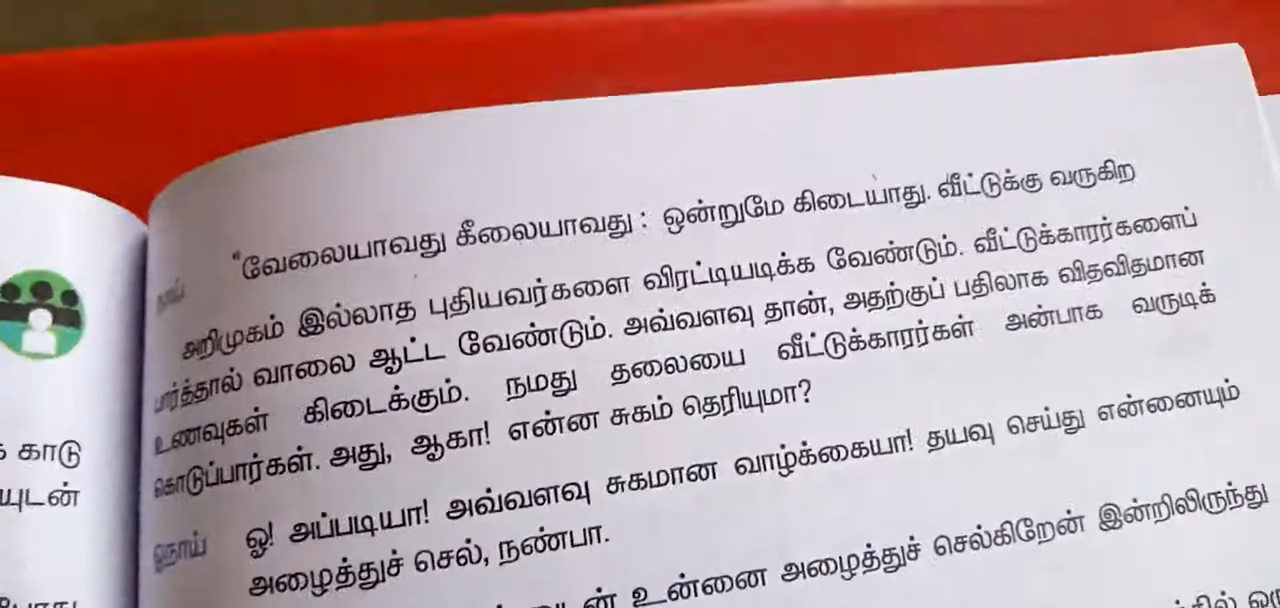 க காடு
யுடன்
நாய்
“வேலையாவது கீலையாவது : ஒன்றுமே கிடையாது. வீட்டுக்கு வருகிற
அறிமுகம் இல்லாத புதியவர்களை விரட்டியடிக்க வேண்டும். வீட்டுக்காரர்களைப்
பார்த்தால் வாலை ஆட்ட வேண்டும். அவ்வளவு தான், அதற்குப் பதிலாக விதவிதமான
உணவுகள் கிடைக்கும். நமது தலையை வீட்டுக்காரர்கள் அன்பாக வருடிக்
கொடுப்பார்கள். அது, ஆகா! என்ன சுகம் தெரியுமா?
ஓநாய் ஓ! அப்படியா! அவ்வளவு சுகமான வாழ்க்கையா! தயவு செய்து என்னையும்
அழைத்துச் செல், நண்பா.
உன்னை அழைத்துச் செல்கிறேன் இன்றிலிருந்து